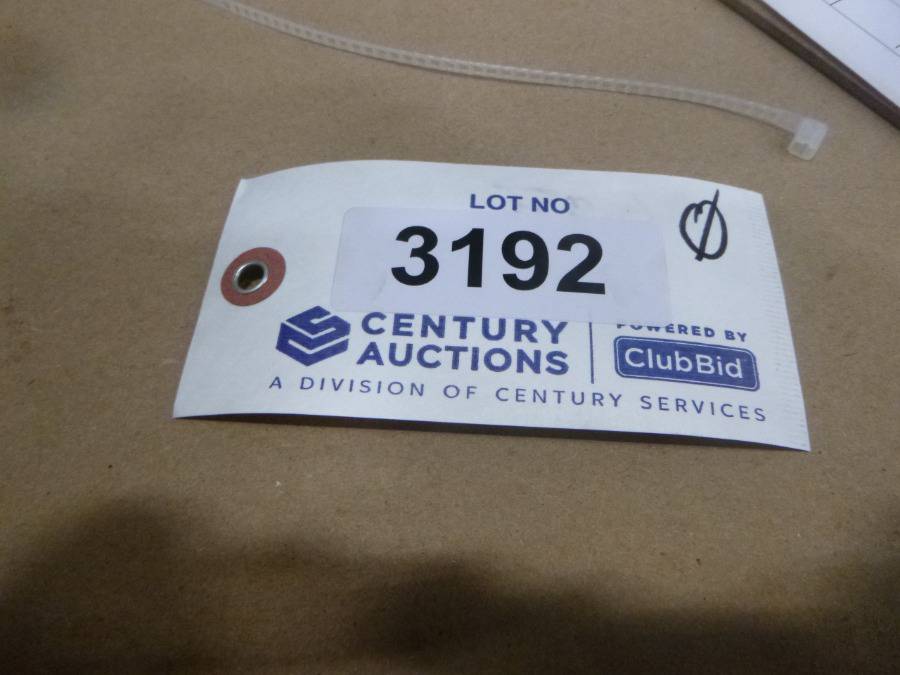 LOT NO
3192
CENTURY
AUCTIONS
POWERED BY
ClubBid
A DIVISION OF CENTURY SERVICES